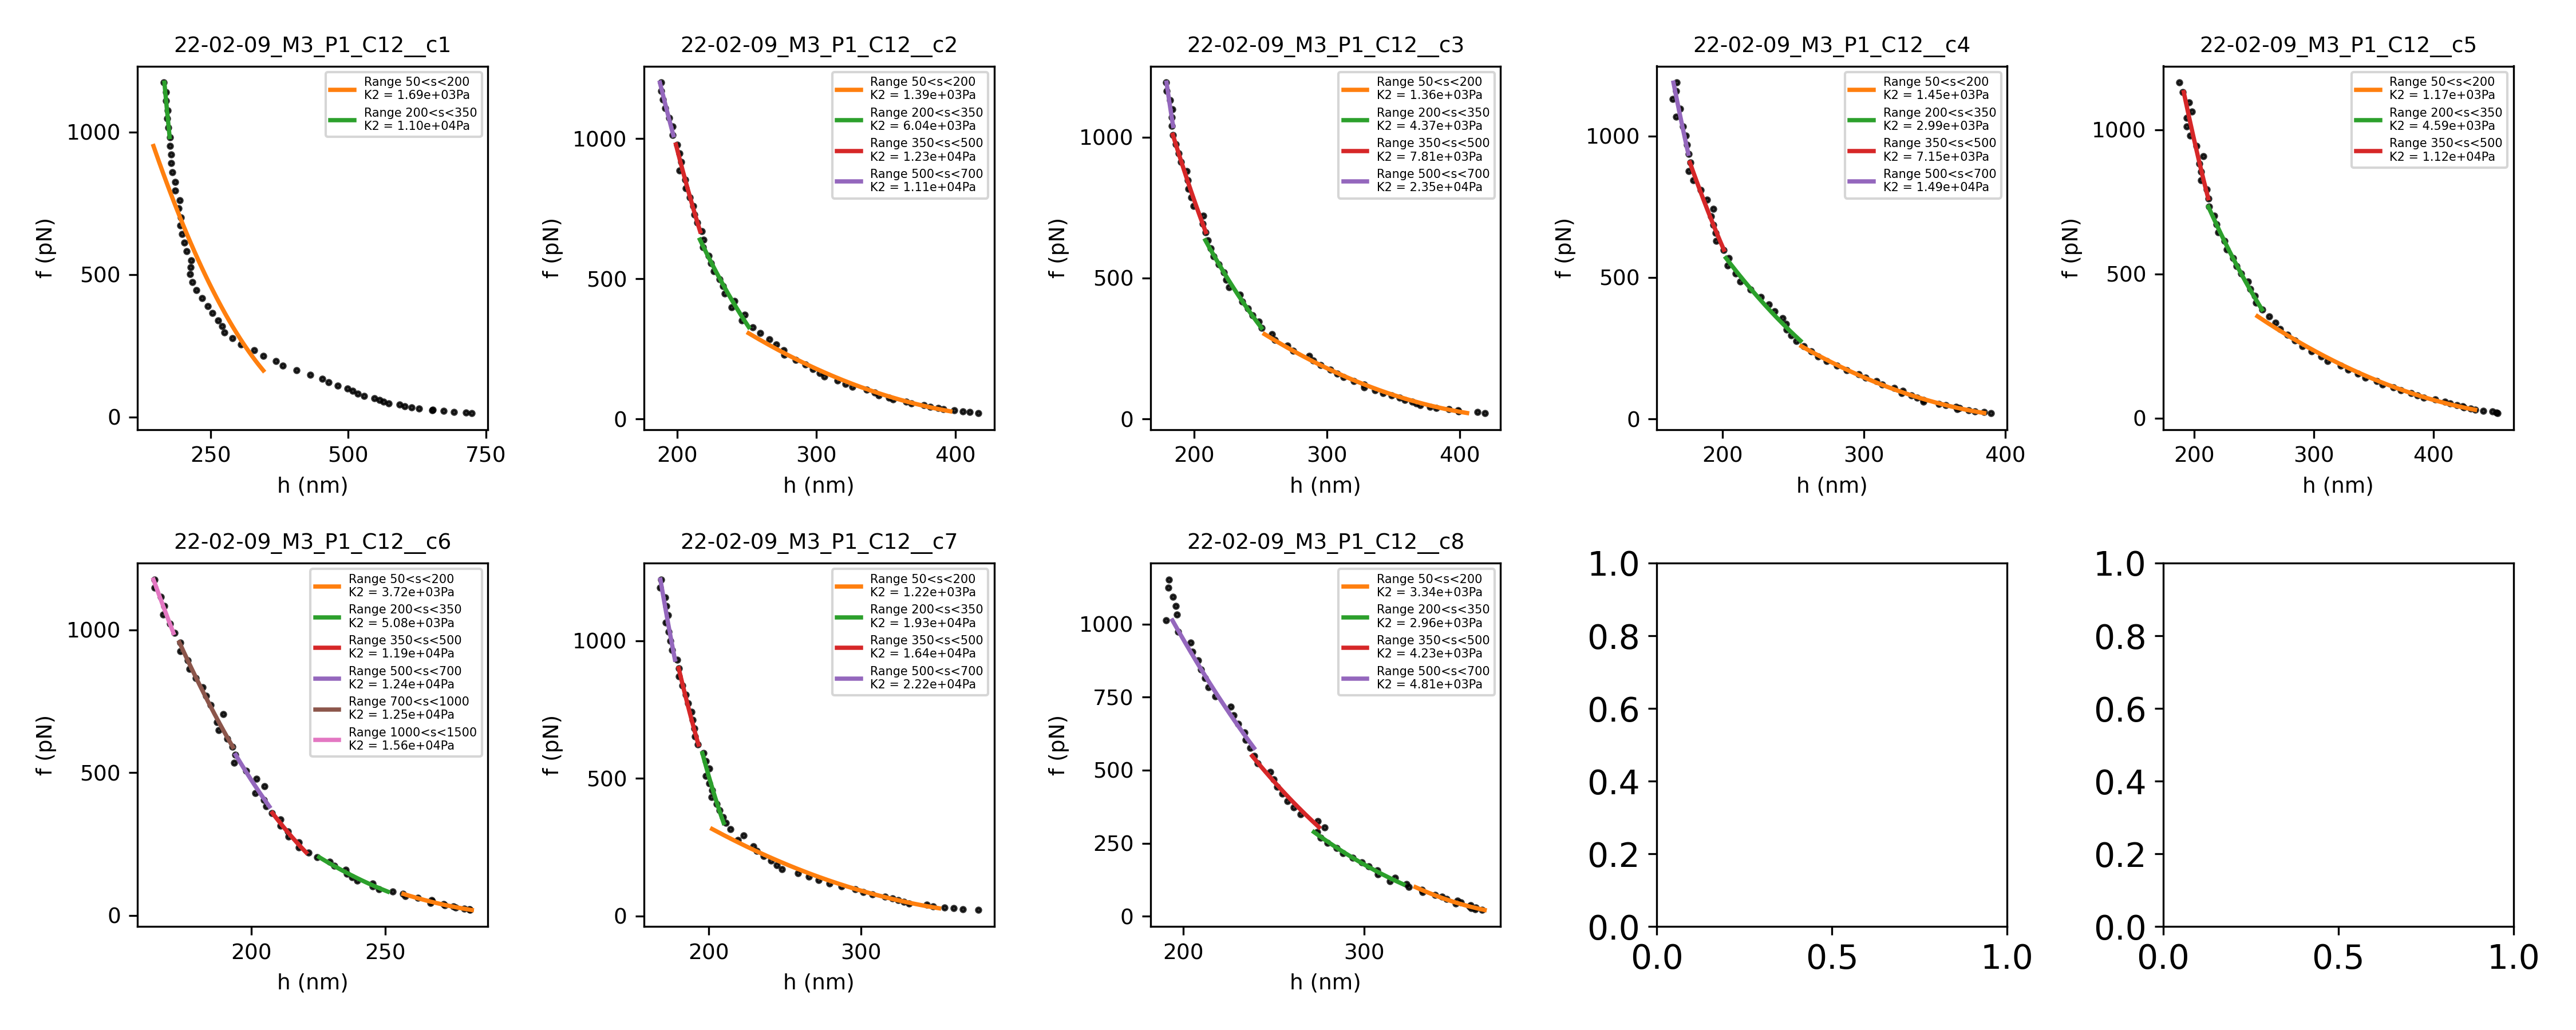 22-02-09_M3_P1_C12__c1
Range 50<s<200
K2 = 1.69e+03Pa
Range 200<s<350
K2 = 1.10e+04Pa
f (pN)
1000
500
0
250 500 750
h (nm)
22-02-09_M3_P1_C12__c2
Range 50<s<200
K2 = 1.39e+03Pa
Range 200<s<350
K2 = 6.04e+03Pa
Range 350<s<500
K2 = 1.23e+04Pa
Range 500<s<700
K2 = 1.11e+04Pa
f (pN)
1000
500
0
200 300 400
h (nm)
22-02-09_M3_P1_C12__c3
Range 50<s<200
K2 = 1.36e+03Pa
Range 200<s<350
K2 = 4.37e+03Pa
Range 350<s<500
K2 = 7.81e+03Pa
Range 500<s<700
K2 = 2.35e+04Pa
f (pN)
1000
500
0
200 300 400
h (nm)
22-02-09_M3_P1_C12__c4
Range 50<s<200
K2 = 1.45e+03Pa
Range 200<s<350
K2 = 2.99e+03Pa
Range 350<s<500
K2 = 7.15e+03Pa
Range 500<s<700
K2 = 1.49e+04Pa
f (pN)
1000
500
0
200 300 400
h (nm)
22-02-09_M3_P1_C12__c5
Range 50<s<200
K2 = 1.17e+03Pa
Range 200<s<350
K2 = 4.59e+03Pa
Range 350<s<500
K2 = 1.12e+04Pa
f (pN)
1000
500
0
200 300 400
h (nm)
22-02-09_M3_P1_C12__c6
Range 50<s<200
K2 = 3.72e+03Pa
Range 200<s<350
K2 = 5.08e+03Pa
Range 350<s<500
K2 = 1.19e+04Pa
Range 500<s<700
K2 = 1.24e+04Pa
Range 700<s<1000
K2 = 1.25e+04Pa
Range 1000<s<1500
K2 = 1.56e+04Pa
f (pN)
1000
500
0
200 250
h (nm)
22-02-09_M3_P1_C12__c7
Range 50<s<200
K2 = 1.22e+03Pa
Range 200<s<350
K2 = 1.93e+04Pa
Range 350<s<500
K2 = 1.64e+04Pa
Range 500<s<700
K2 = 2.22e+04Pa
f (pN)
1000
500
0
200 300
h (nm)
22-02-09_M3_P1_C12__c8
Range 50<s<200
K2 = 3.34e+03Pa
Range 200<s<350
K2 = 2.96e+03Pa
Range 350<s<500
K2 = 4.23e+03Pa
Range 500<s<700
K2 = 4.81e+03Pa
f (pN)
1000
750
500
250
0
200 300
h (nm)
1.0
0.8
0.6
0.4
0.2
0.0
0.0 0.5 1.0
1.0
0.8
0.6
0.4
0.2
0.0
0.0 0.5 1.0